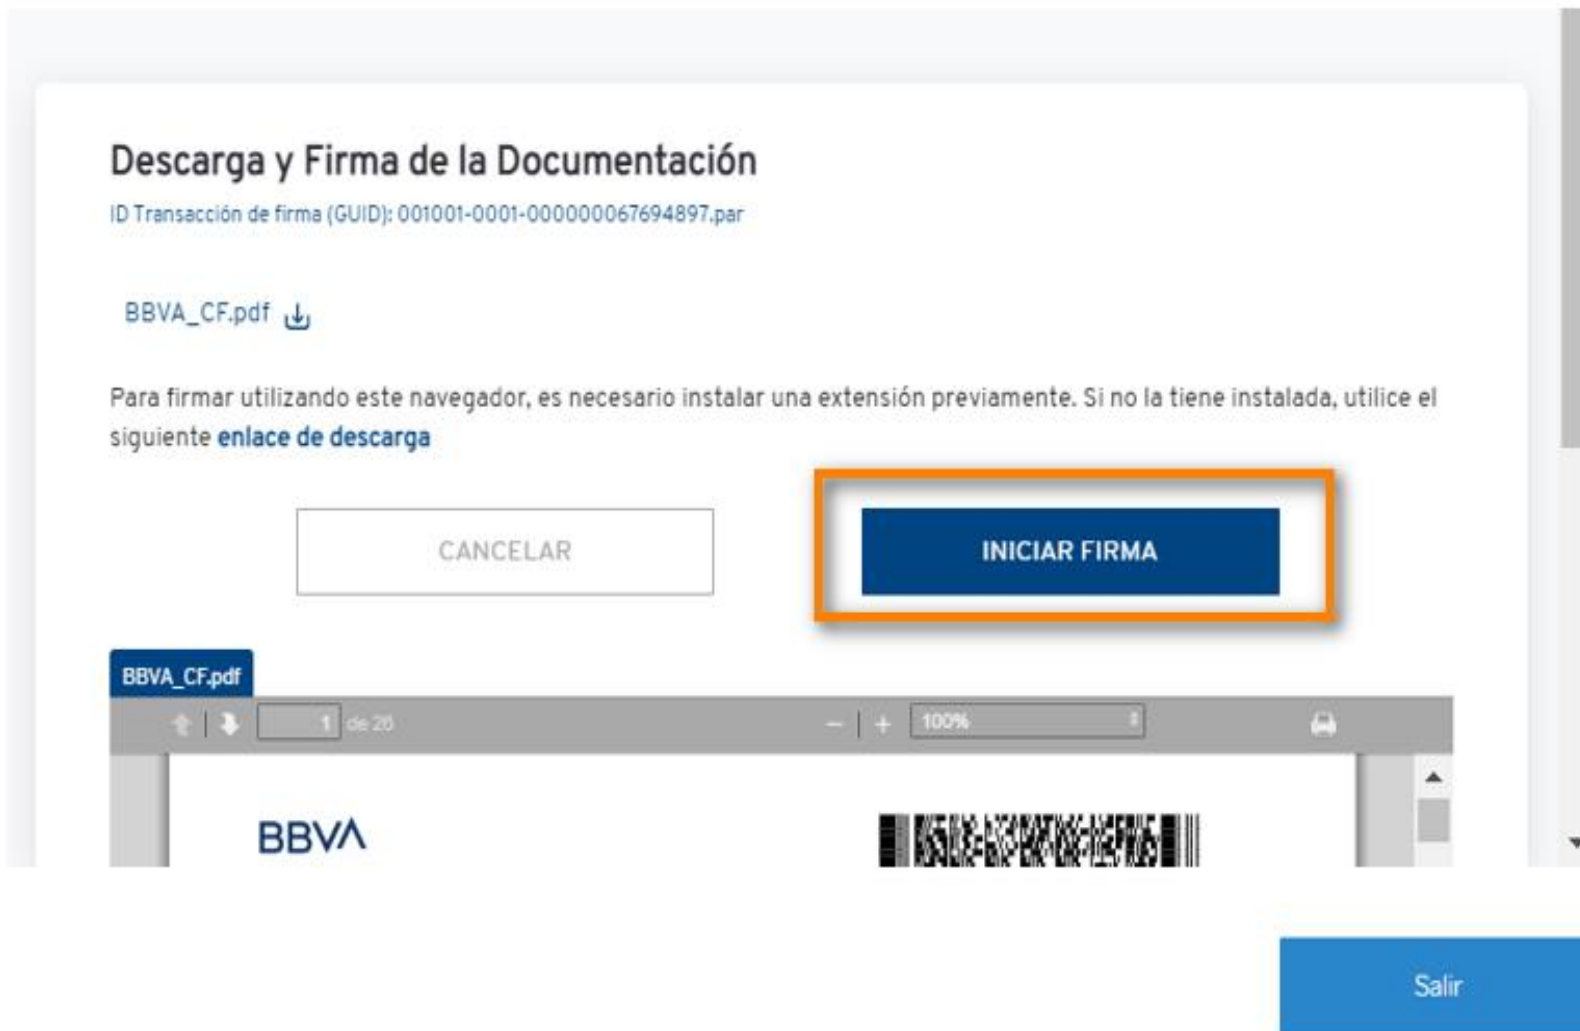 Descarga y Firma de la Documentación
ID Transacción de firma (GUID): 001001-0001-000000067694897.par
BBVA_CF.pdf
Para firmar utilizando este navegador, es necesario instalar una extensión previamente. Si no la tiene instalada, utilice el
siguiente enlace de descarga
CANCELAR
INICIAR FIRMA
BBVA_CF.pdf
1 de 26
100%
BBVA
Salir